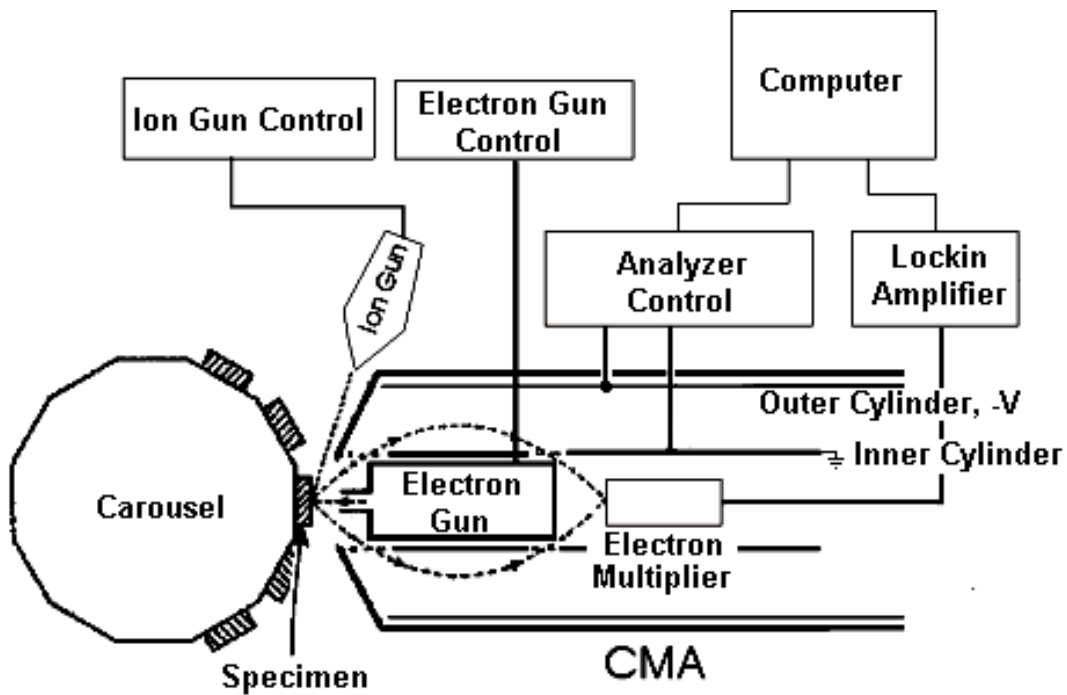 Computer
Ion Gun Control
Electron Gun
Control
Ion Gun
Analyzer
Control
Lockin
Amplifier
Outer Cylinder, -V
Inner Cylinder
Carousel
Electron
Gun
Electron
Multiplier
Specimen
CMA